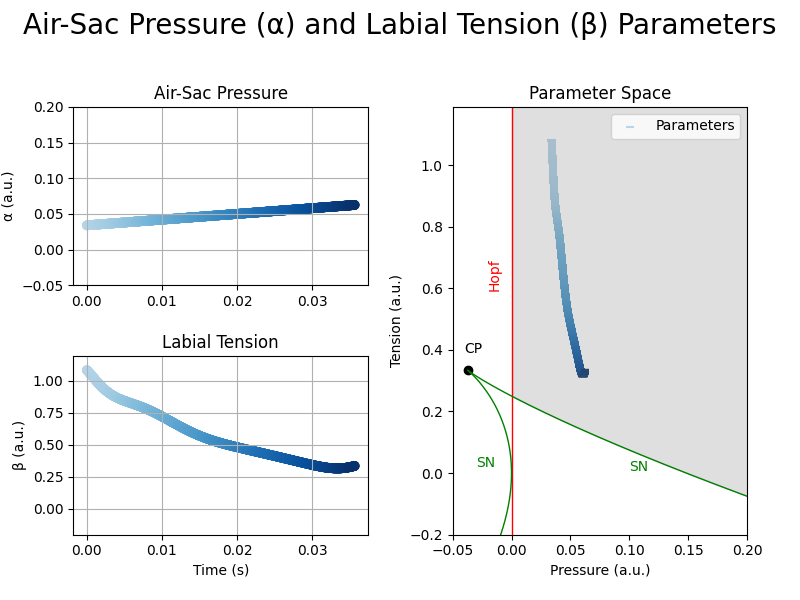 Air-Sac Pressure (α) and Labial Tension (β) Parameters
Air-Sac Pressure
α (a.u.)
0.20
0.15
0.10
0.05
0.00
−0.05
0.00 0.01 0.02 0.03
Labial Tension
β (a.u.)
1.00
0.75
0.50
0.25
0.00
0.00 0.01 0.02 0.03
Time (s)
Parameter Space
Parameters
Tension (a.u.)
1.0
0.8
0.6
0.4
0.2
0.0
−0.2
Hopf
CP
SN
SN
−0.05 0.00 0.05 0.10 0.15 0.20
Pressure (a.u.)